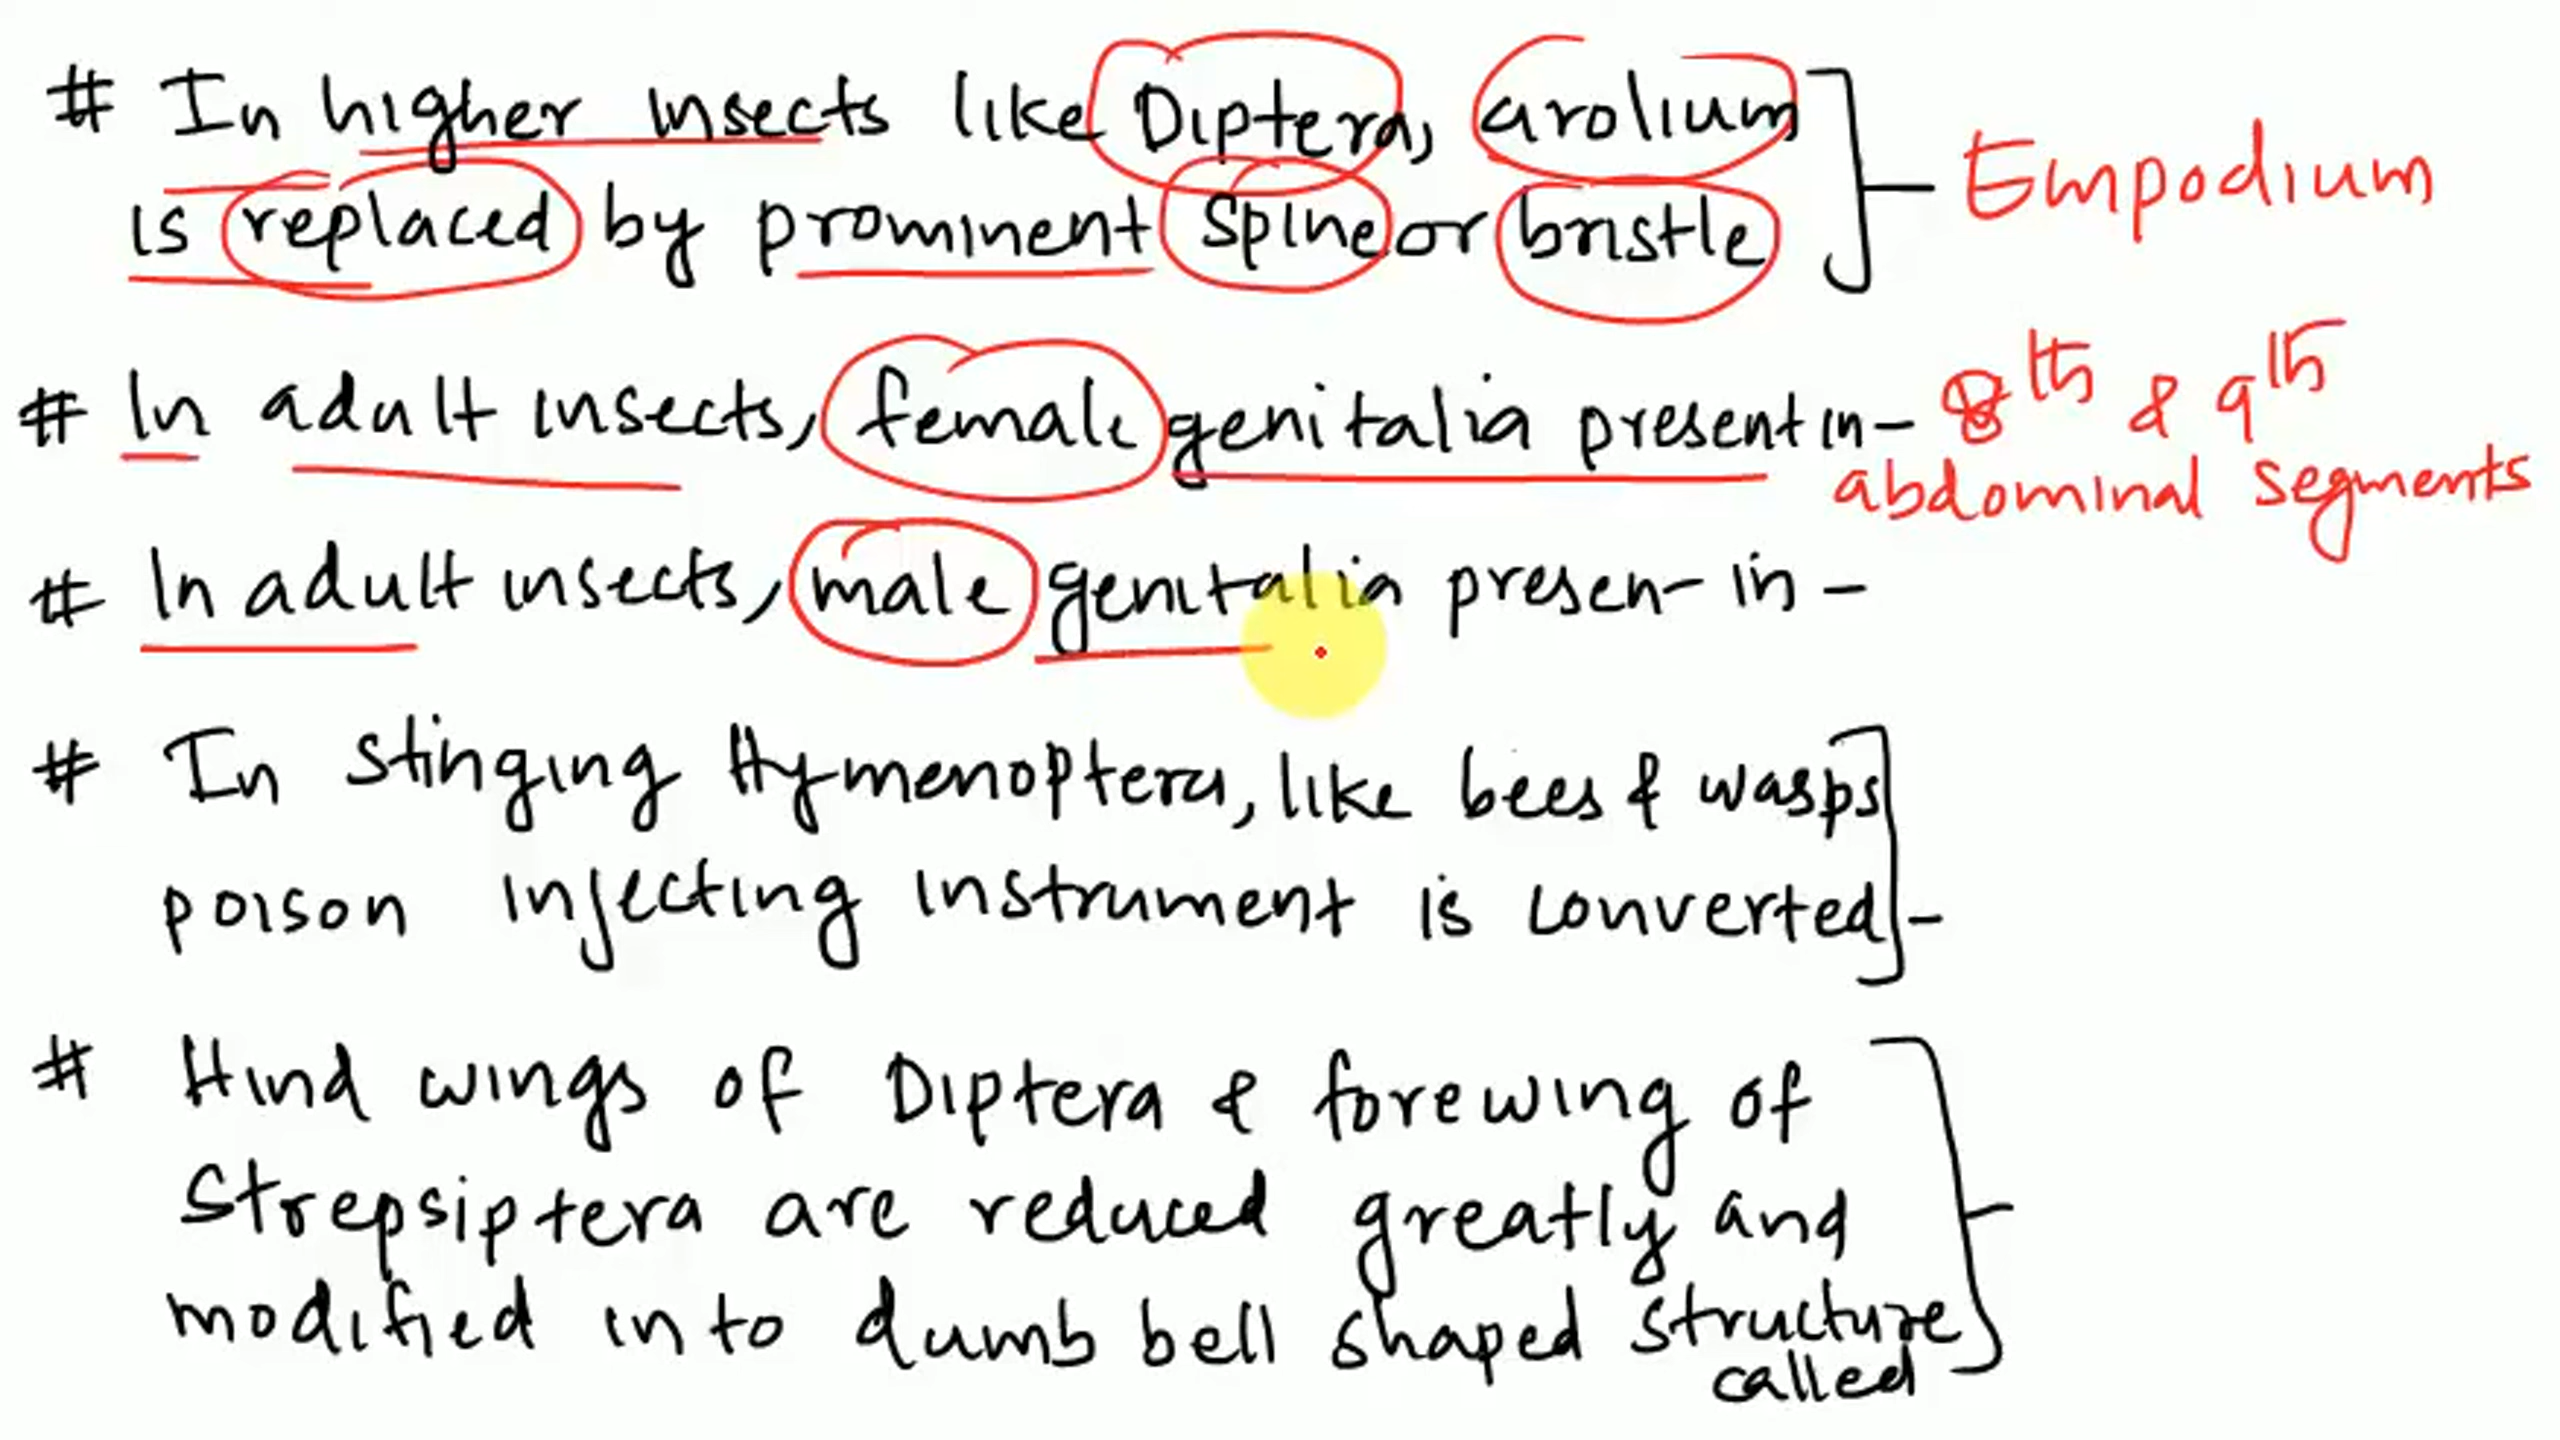 # In higher insects like Diptera, arolium
is replaced by prominent spine or bristle
Empodium
# In adult insects, female genitalia present in - 8th & 9th
abdominal segments
# In adult insects, male genitalia presen- in -
# In stinging Hymenoptera, like bees & wasps
poison injecting instrument is converted -
# Hind wings of Diptera & forewing of
Strepsiptera are reduced greatly and
modified into dumb bell shaped structure
called